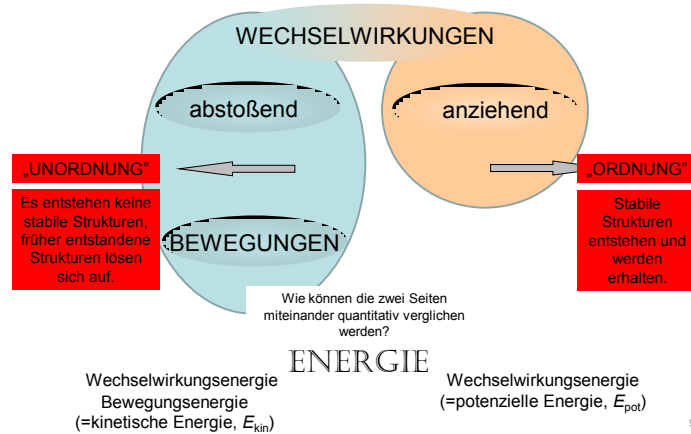 WECHSELWIRKUNGEN
abstoßend
anziehend
„UNORDNUNG”
„ORDNUNG”
Es entstehen keine
stabile Strukturen,
früher entstandene
Strukturen lösen
sich auf.
Stabile
Strukturen
entstehen und
werden
erhalten.
BEWEGUNGEN
Wie können die zwei Seiten
miteinander quantitativ verglichen
werden?
ENERGIE
Wechselwirkungsenergie
Bewegungsenergie
(=kinetische Energie, Ekin)
Wechselwirkungsenergie
(=potenzielle Energie, Epot)